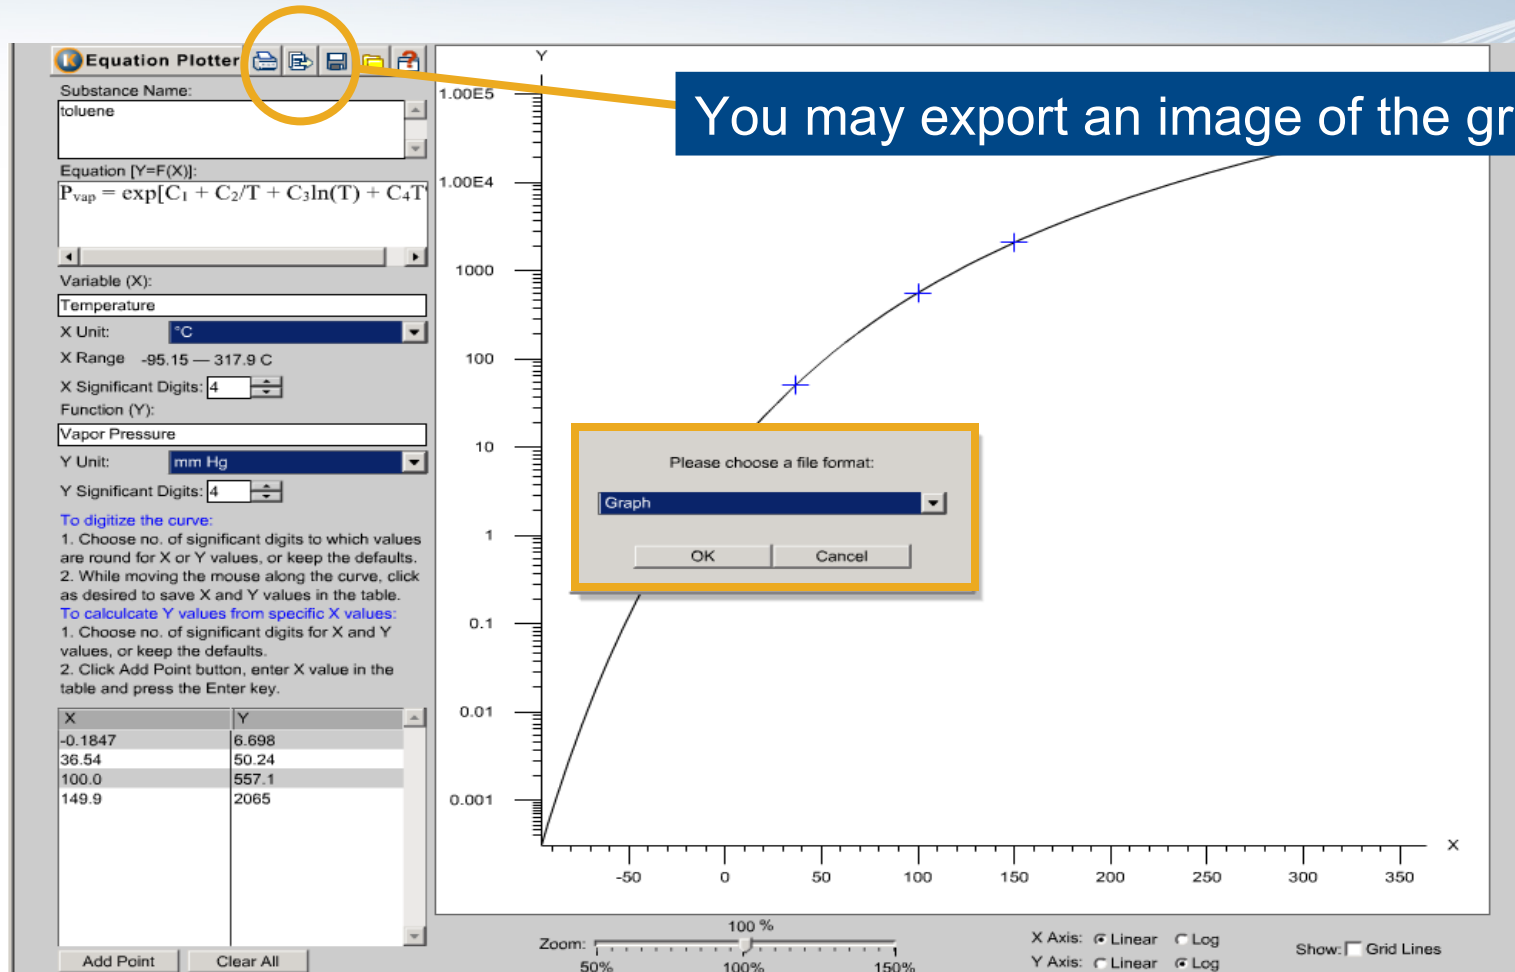 Equation Plotter
You may export an image of the gr
Substance Name:
toluene
Equation [Y=F(X)]:
P_vap = exp[C₁ + C₂/T + C₃ln(T) + C₄T
Variable (X):
Temperature
X Unit: °C
X Range -95.15 — 317.9 C
X Significant Digits: 4
Function (Y):
Vapor Pressure
Y Unit: mm Hg
Y Significant Digits: 4
To digitize the curve:
1. Choose no. of significant digits to which values
are round for X or Y values, or keep the defaults.
2. While moving the mouse along the curve, click
as desired to save X and Y values in the table.
To calculcate Y values from specific X values:
1. Choose no. of significant digits for X and Y
values, or keep the defaults.
2. Click Add Point button, enter X value in the
table and press the Enter key.
X Y
-0.1847 6.698
36.54 50.24
100.0 557.1
149.9 2065
Add Point Clear All
Y
1.00E5
1.00E4
1000
100
10
1
0.1
0.01
0.001
Please choose a file format:
Graph
OK Cancel
X
-50 0 50 100 150 200 250 300 350
100 %
Zoom:
50% 100% 150%
X Axis: Linear Log
Y Axis: Linear Log
Show: Grid Lines